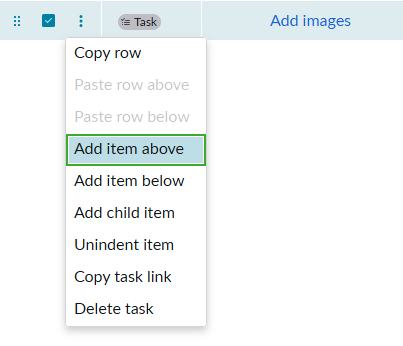 Task
Add images
Copy row
Paste row above
Paste row below
Add item above
Add item below
Add child item
Unindent item
Copy task link
Delete task